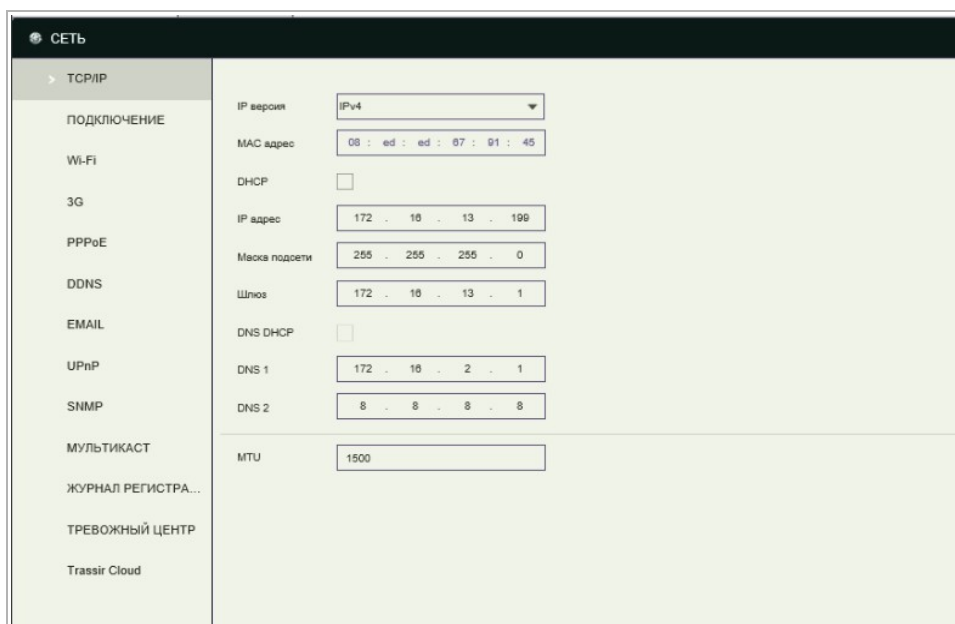 СЕТЬ
TCP/IP
ПОДКЛЮЧЕНИЕ
Wi-Fi
3G
PPPoE
DDNS
EMAIL
UPnP
SNMP
МУЛЬТИКАСТ
ЖУРНАЛ РЕГИСТРА...
ТРЕВОЖНЫЙ ЦЕНТР
Trassir Cloud
IP версия IPv4
MAC адрес 08 : ed : ed : 67 : 91 : 45
DHCP
IP адрес 172 . 16 . 13 . 199
Маска подсети 255 . 255 . 255 . 0
Шлюз 172 . 16 . 13 . 1
DNS DHCP
DNS 1 172 . 16 . 2 . 1
DNS 2 8 . 8 . 8 . 8
MTU 1500